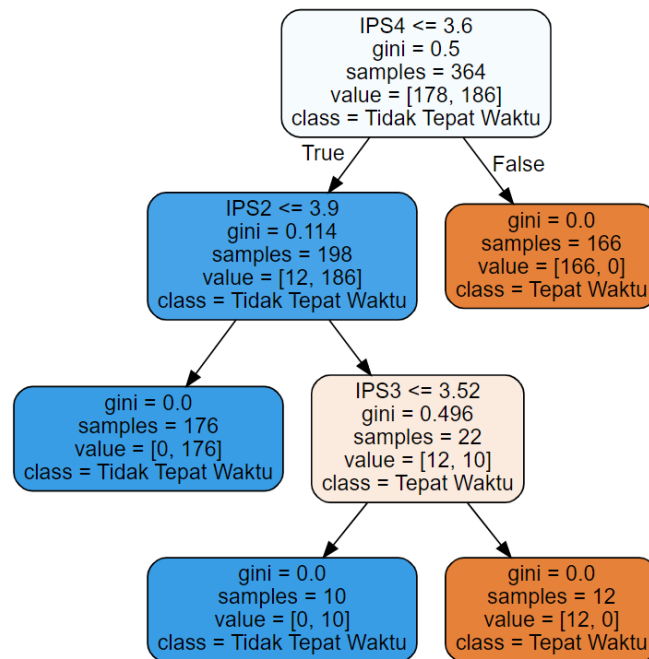 IPS4 <= 3.6
gini = 0.5
samples = 364
value = [178, 186]
class = Tidak Tepat Waktu
True
False
IPS2 <= 3.9
gini = 0.114
samples = 198
value = [12, 186]
class = Tidak Tepat Waktu
gini = 0.0
samples = 166
value = [166, 0]
class = Tepat Waktu
gini = 0.0
samples = 176
value = [0, 176]
class = Tidak Tepat Waktu
IPS3 <= 3.52
gini = 0.496
samples = 22
value = [12, 10]
class = Tepat Waktu
gini = 0.0
samples = 10
value = [0, 10]
class = Tidak Tepat Waktu
gini = 0.0
samples = 12
value = [12, 0]
class = Tepat Waktu